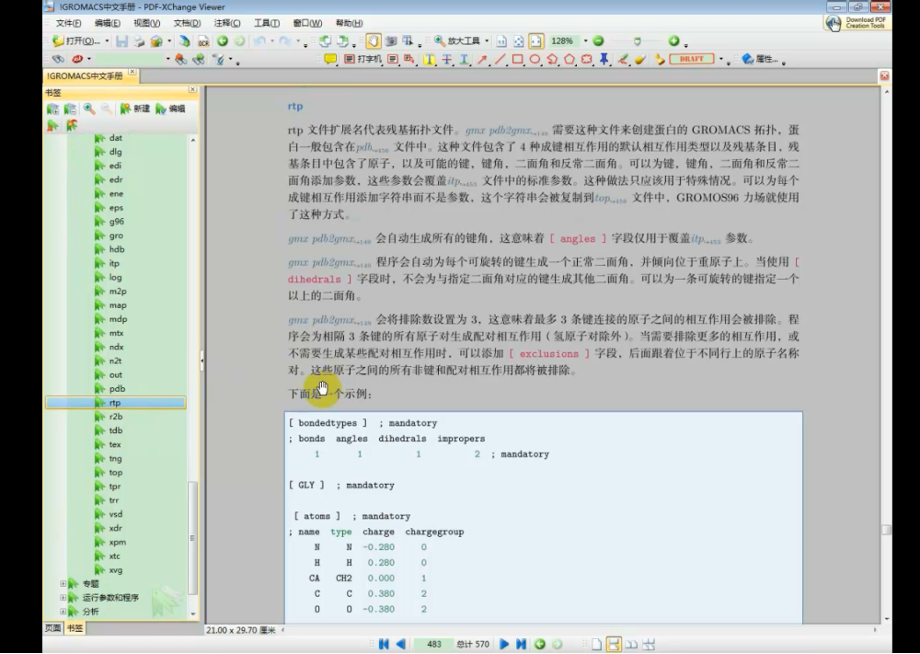 !GROMACS中文手册 - PDF-XChange Viewer
文件(F) 编辑(E) 视图(V) 文档(D) 注释(C) 工具(T) 窗口(W) 帮助(H)
Download PDF
Creation Tools
打开(O)... OCR 放大工具 128%
打字机 DRAFT 属性...
!GROMACS中文手册
书签
新建 编辑
dat
dlg
edi
edr
ene
eps
g96
gro
hdb
itp
log
m2p
map
mdp
mtx
ndx
n2t
out
pdb
rtp
r2b
tdb
tex
tng
top
tpr
trr
vsd
xdr
xpm
xtc
xvg
专题
运行参数和程序
分析
页面 书签
rtp
rtp 文件扩展名代表残基拓扑文件。gmx pdb2gmx→149 需要这种文件来创建蛋白的 GROMACS 拓扑，蛋
白一般包含在pdb→456 文件中。这种文件包含了 4 种成键相互作用的默认相互作用类型以及残基条目，残
基条目中包含了原子，以及可能的键，键角，二面角和反常二面角。可以为键，键角，二面角和反常二
面角添加参数，这些参数会覆盖itp→453 文件中的标准参数。这种做法只应该用于特殊情况。可以为每个
成键相互作用添加字符串而不是参数，这个字符串会被复制到top→456 文件中，GROMOS96 力场就使用
了这种方式。
gmx pdb2gmx→149 会自动生成所有的键角，这意味着 [ angles ] 字段仅用于覆盖itp→453 参数。
gmx pdb2gmx→149 程序会自动为每个可旋转的键生成一个正常二面角，并倾向位于重原子上。当使用 [
dihedrals ] 字段时，不会为与指定二面角对应的键生成其他二面角。可以为一条可旋转的键指定一个
以上的二面角。
gmx pdb2gmx→149 会将排除数设置为 3，这意味着最多 3 条键连接的原子之间的相互作用会被排除。程
序会为相隔 3 条键的所有原子对生成配对相互作用（氢原子对除外）。当需要排除更多的相互作用，或
不需要生成某些配对相互作用时，可以添加 [ exclusions ] 字段，后面跟着位于不同行上的原子名称
对。这些原子之间的所有非键和配对相互作用都将被排除。
下面是一个示例:
[ bondedtypes ] ; mandatory
; bonds angles dihedrals impropers
1 1 1 2 ; mandatory
[ GLY ] ; mandatory
[ atoms ] ; mandatory
; name type charge chargegroup
N N -0.280 0
H H 0.280 0
CA CH2 0.000 1
C C 0.380 2
O O -0.380 2
21.00 x 29.70 厘米
483 总计 570